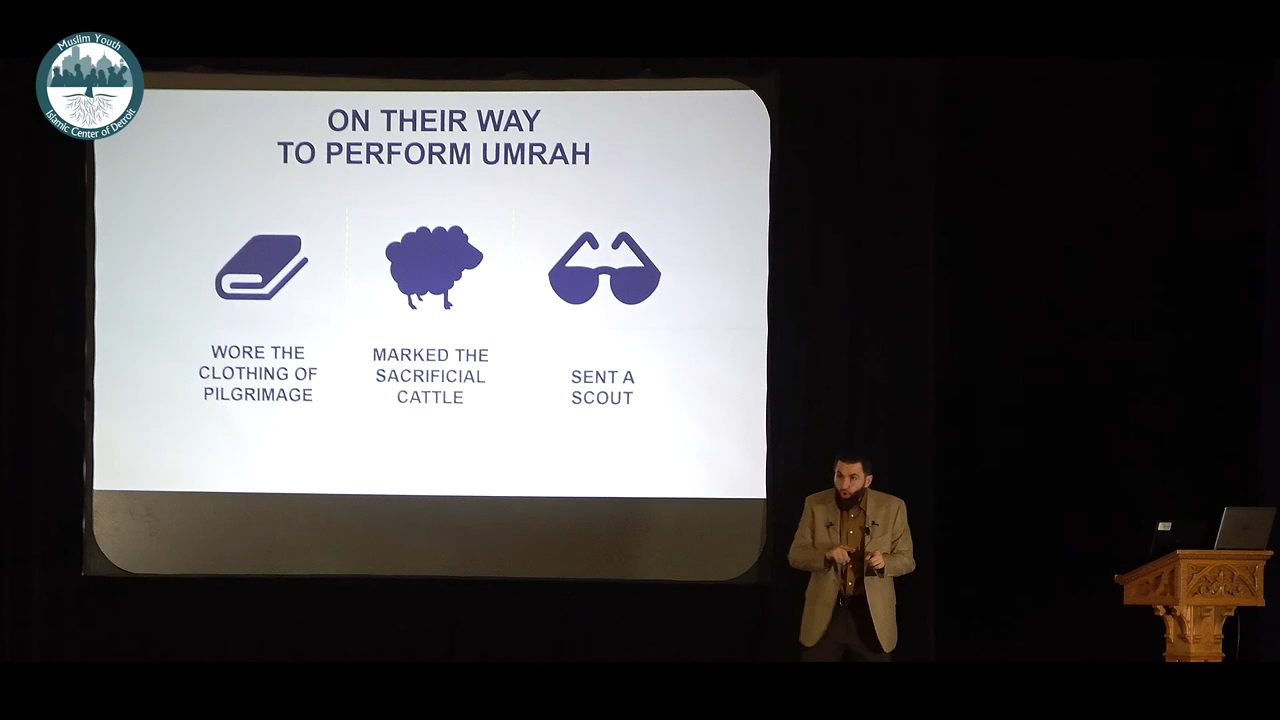 Muslim Youth
Islamic Center of Detroit
ON THEIR WAY
TO PERFORM UMRAH
WORE THE
CLOTHING OF
PILGRIMAGE
MARKED THE
SACRIFICIAL
CATTLE
SENT A
SCOUT